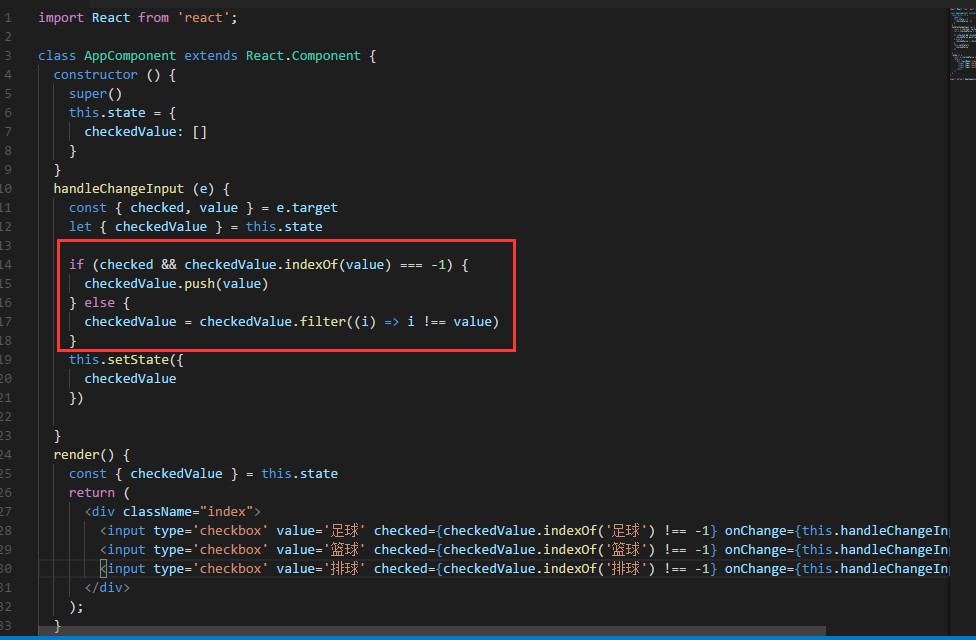 1 import React from 'react';
2
3 class AppComponent extends React.Component {
4 constructor () {
5 super()
6 this.state = {
7 checkedValue: []
8 }
9 }
10 handleChangeInput (e) {
11 const { checked, value } = e.target
12 let { checkedValue } = this.state
13
14 if (checked && checkedValue.indexOf(value) === -1) {
15 checkedValue.push(value)
16 } else {
17 checkedValue = checkedValue.filter((i) => i !== value)
18 }
19 this.setState({
20 checkedValue
21 })
22
23 }
24 render() {
25 const { checkedValue } = this.state
26 return (
27 <div className="index">
28 <input type='checkbox' value='足球' checked={checkedValue.indexOf('足球') !== -1} onChange={this.handleChangeInp
29 <input type='checkbox' value='篮球' checked={checkedValue.indexOf('篮球') !== -1} onChange={this.handleChangeInp
30 <input type='checkbox' value='排球' checked={checkedValue.indexOf('排球') !== -1} onChange={this.handleChangeInp
31 </div>
32 );
33 }